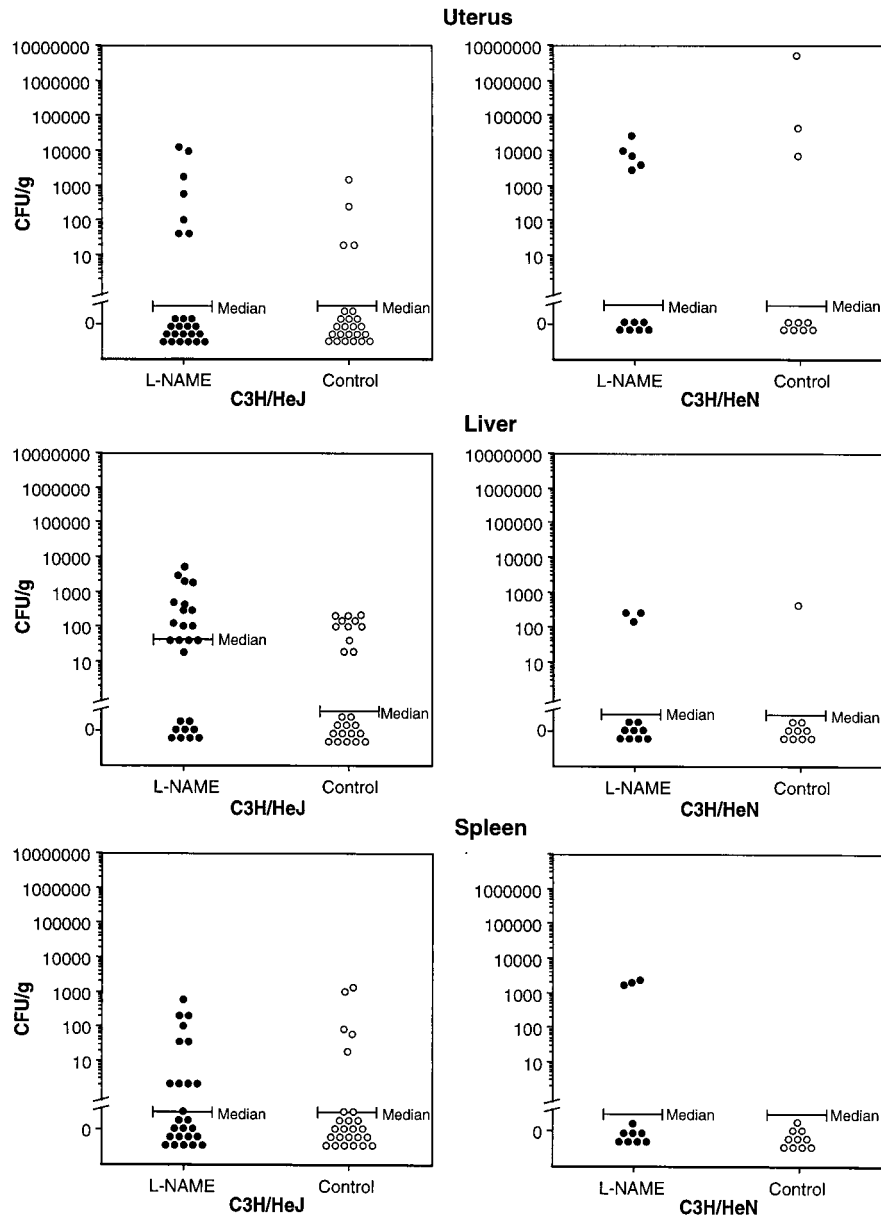 Uterus
10000000
1000000
100000
10000
1000
100
10
0
CFU/g
Median
Median
L-NAME
Control
C3H/HeJ
10000000
1000000
100000
10000
1000
100
10
0
Median
Median
L-NAME
Control
C3H/HeN
Liver
10000000
1000000
100000
10000
1000
100
10
0
CFU/g
Median
Median
L-NAME
Control
C3H/HeJ
10000000
1000000
100000
10000
1000
100
10
0
Median
Median
L-NAME
Control
C3H/HeN
Spleen
10000000
1000000
100000
10000
1000
100
10
0
CFU/g
Median
Median
L-NAME
Control
C3H/HeJ
1000000
100000
10000
1000
100
10
0
Median
Median
L-NAME
Control
C3H/HeN